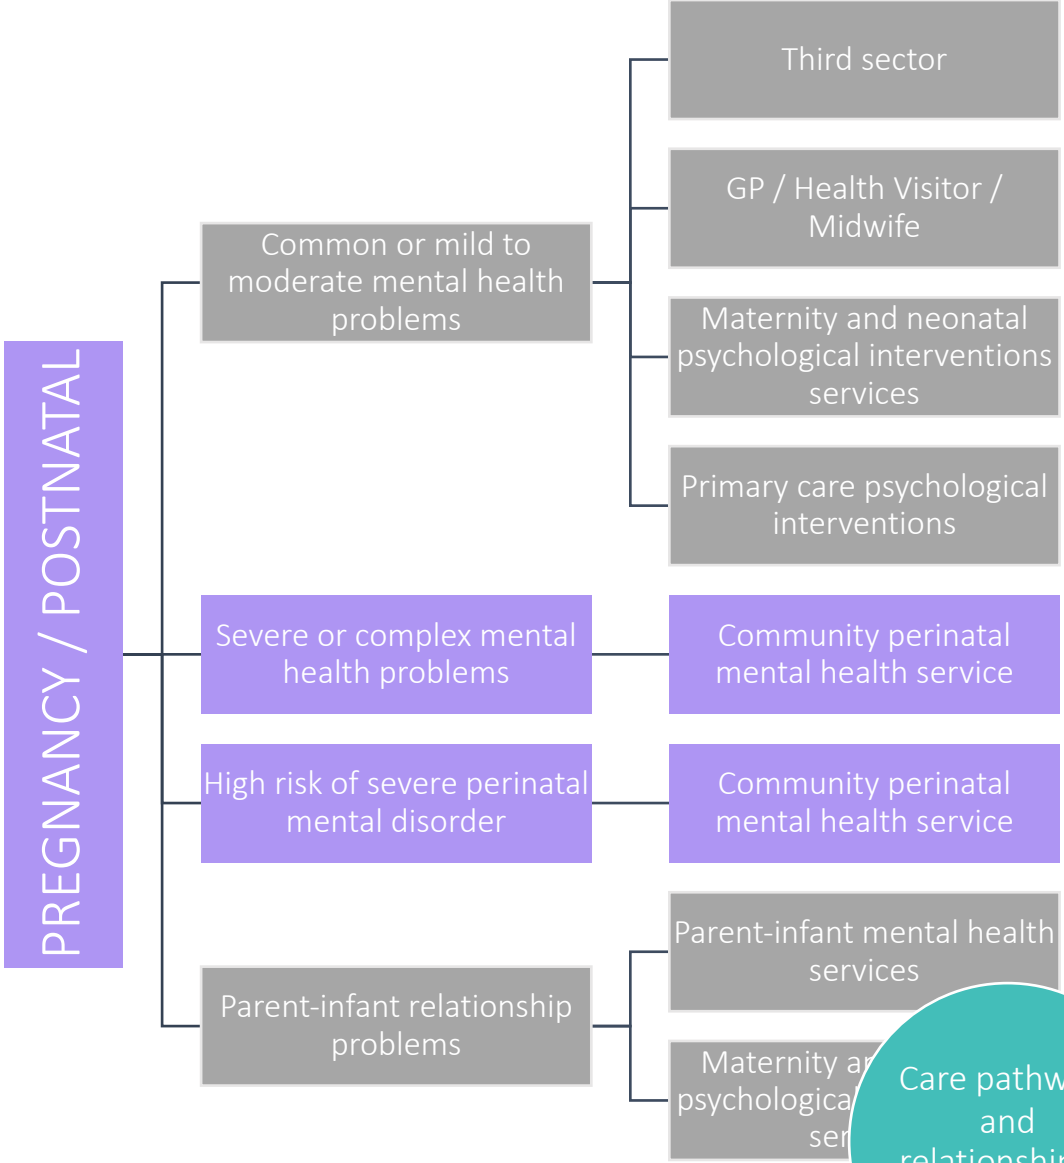 PREGNANCY / POSTNATAL
Common or mild to
moderate mental health
problems
Third sector
GP / Health Visitor /
Midwife
Maternity and neonatal
psychological interventions
services
Primary care psychological
interventions
Severe or complex mental
health problems
Community perinatal
mental health service
High risk of severe perinatal
mental disorder
Community perinatal
mental health service
Parent-infant relationship
problems
Parent-infant mental health
services
Maternity
Care
and